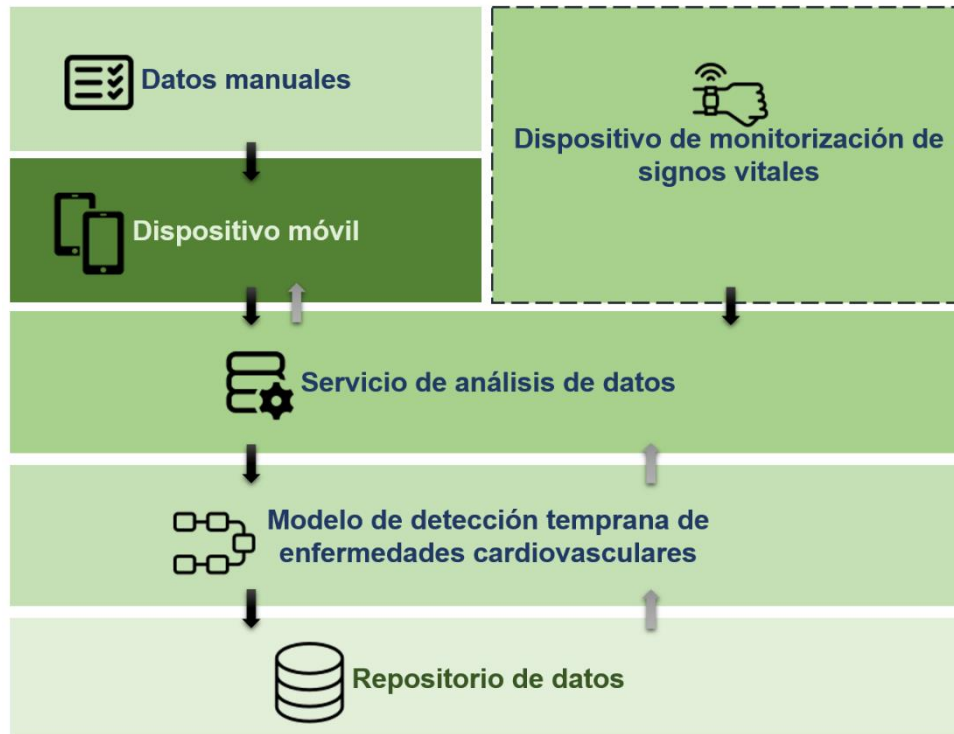 Datos manuales
Dispositivo de monitorización de
signos vitales
Dispositivo móvil
Servicio de análisis de datos
Modelo de detección temprana de
enfermedades cardiovasculares
Repositorio de datos